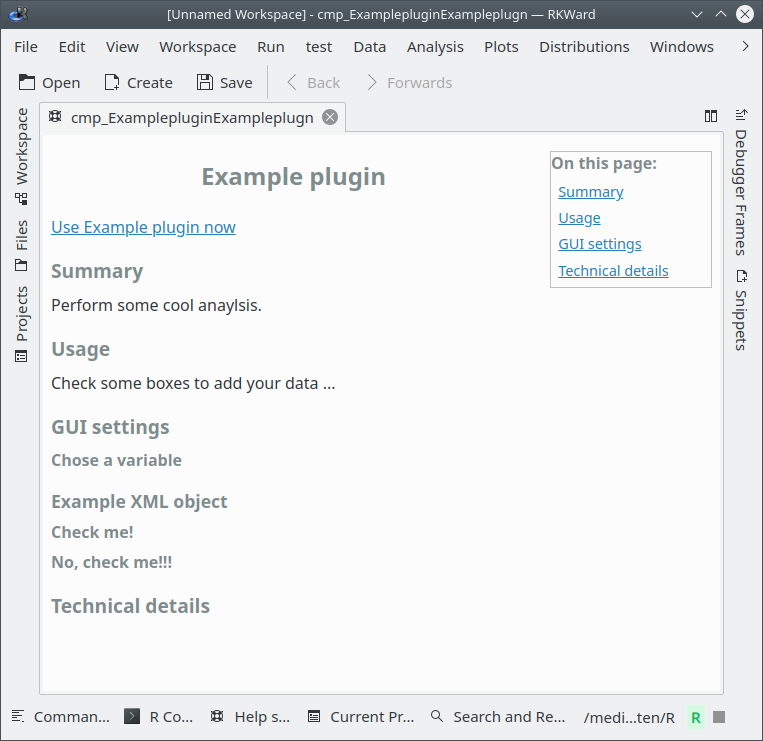 [Unnamed Workspace] - cmp_ExamplepluginExampleplugn — RKWard
File Edit View Workspace Run test Data Analysis Plots Distributions Windows
Open Create Save Back Forwards
cmp_ExamplepluginExampleplugn
Workspace
Files
Projects
Example plugin
Use Example plugin now
Summary
Perform some cool anaylsis.
Usage
Check some boxes to add your data ...
GUI settings
Chose a variable
Example XML object
Check me!
No, check me!!!
Technical details
On this page:
Summary
Usage
GUI settings
Technical details
Debugger Frames
Snippets
Comman... R Co... Help s... Current Pr... Search and Re... /medi...ten/R R